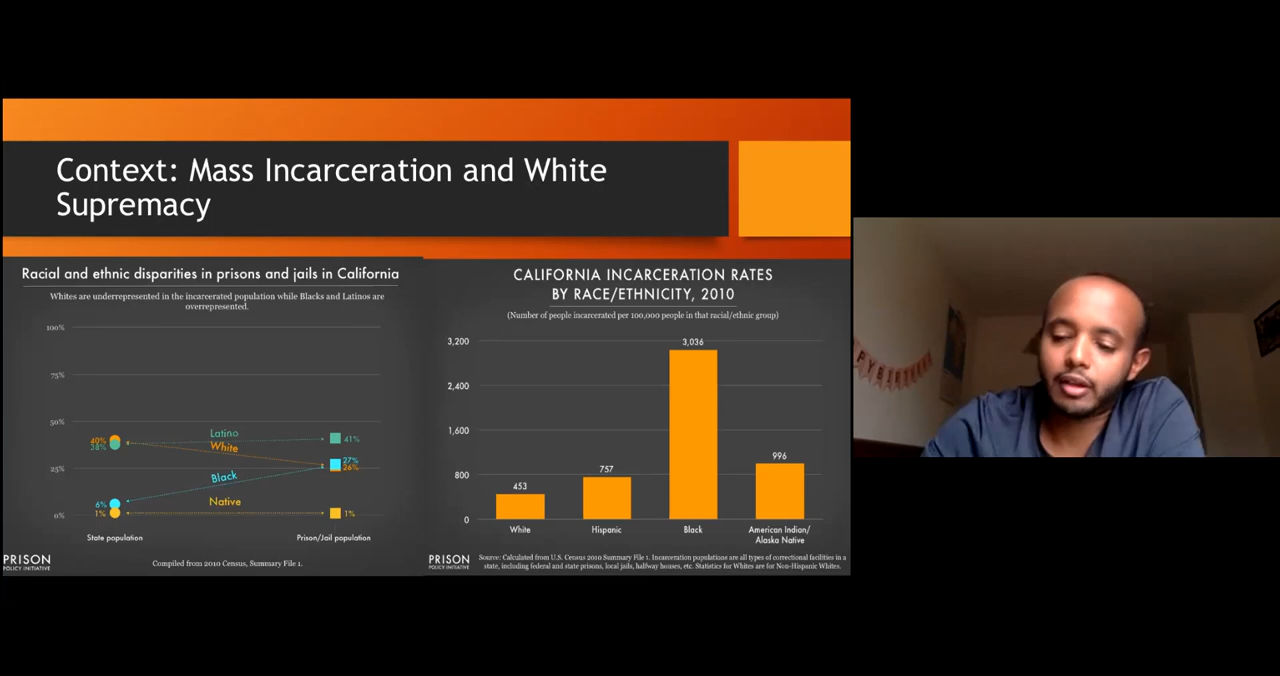 Context: Mass Incarceration and White
Supremacy
Racial and ethnic disparities in prisons and jails in California
Whites are underrepresented in the incarcerated population while Blacks and Latinos are
overrepresented.
100%
75%
50%
25%
0%
40%
38%
6%
1%
Latino
White
Black
Native
41%
27%
26%
1%
State population
Prison/Jail population
PRISON
POLICY INITIATIVE
Compiled from 2010 Census, Summary File 1.
CALIFORNIA INCARCERATION RATES
BY RACE/ETHNICITY, 2010
(Number of people incarcerated per 100,000 people in that racial/ethnic group)
3,200
2,400
1,600
800
0
453
757
3,036
996
White
Hispanic
Black
American Indian/
Alaska Native
PRISON
POLICY INITIATIVE
Source: Calculated from U.S. Census 2010 Summary File 1. Incarceration populations are all types of correctional facilities in a
state, including federal and state prisons, local jails, halfway houses, etc. Statistics for Whites are for Non-Hispanic Whites.